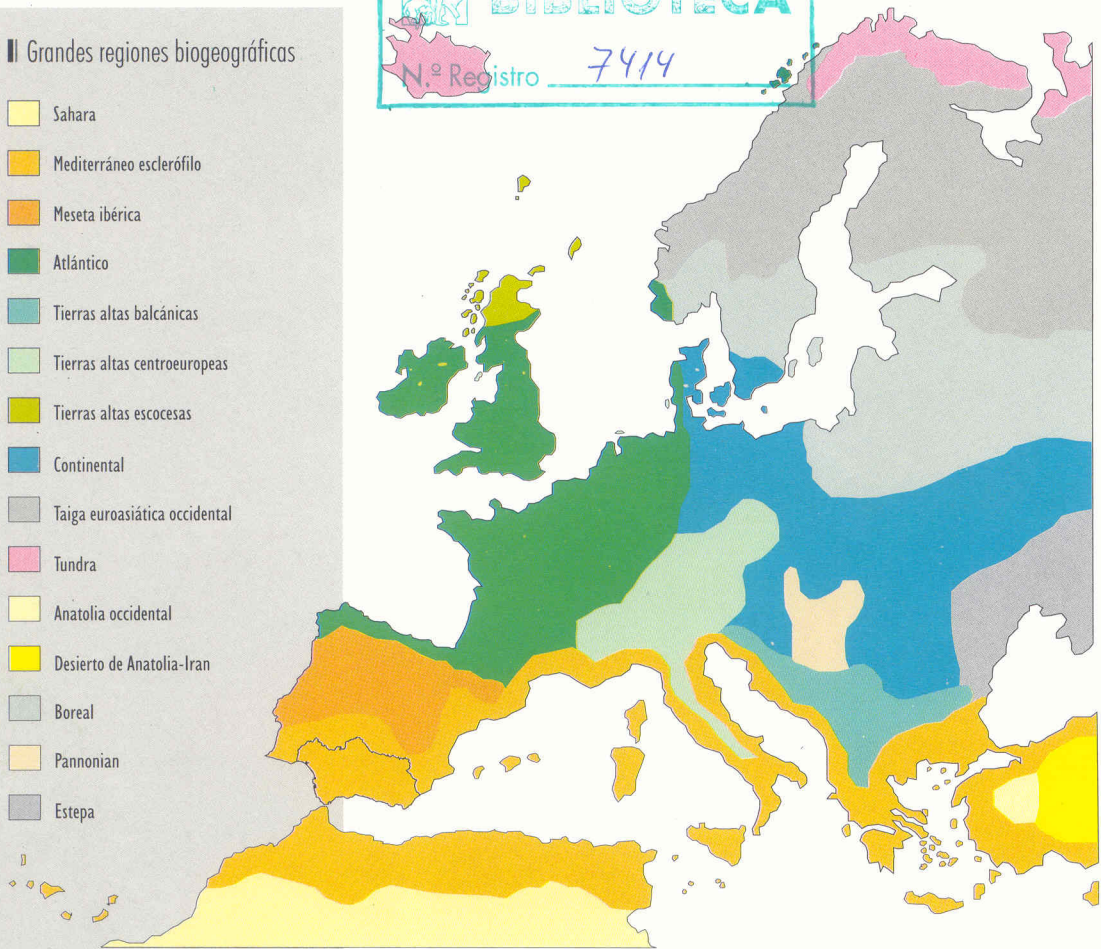 BIBLIOTECA
N.º Registro 7414
Grandes regiones biogeográficas
Sahara
Mediterráneo esclerófilo
Meseta ibérica
Atlántico
Tierras altas balcánicas
Tierras altas centroeuropeas
Tierras altas escocesas
Continental
Taiga euroasiática occidental
Tundra
Anatolia occidental
Desierto de Anatolia-Iran
Boreal
Pannonian
Estepa